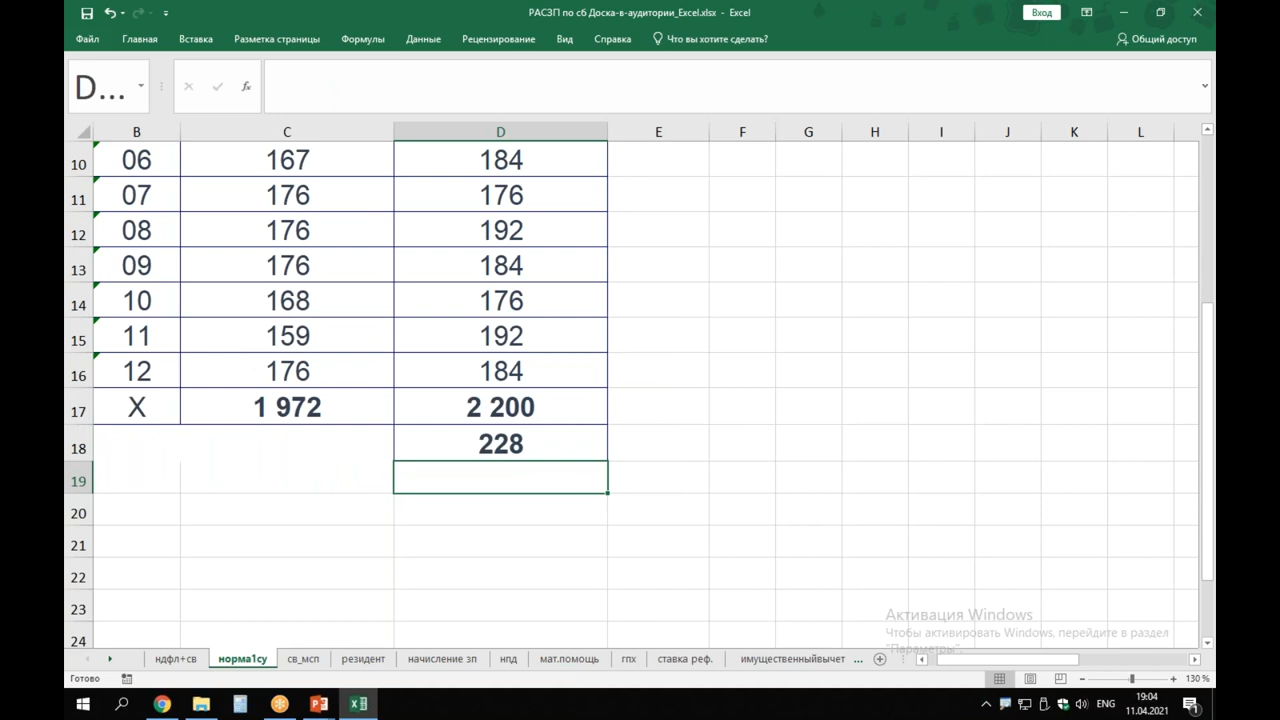 РАСЗП по сб Доска-в-аудитории_Excel.xlsx - Excel
Вход
Файл Главная Вставка Разметка страницы Формулы Данные Рецензирование Вид Справка Что вы хотите сделать? Общий доступ
D... fx
B C D E F G H I J K L
10 06 167 184
11 07 176 176
12 08 176 192
13 09 176 184
14 10 168 176
15 11 159 192
16 12 176 184
17 X 1 972 2 200
18 228
19
20
21
22
23
24
Активация Windows
Чтобы активировать Windows, перейдите в раздел
"Параметры".
ндфл+св норма1су св_мсп резидент начисление зп нпд мат.помощь ставка реф. имущественныйвычет ...
Готово 130 %
ENG 19:04
11.04.2021
1